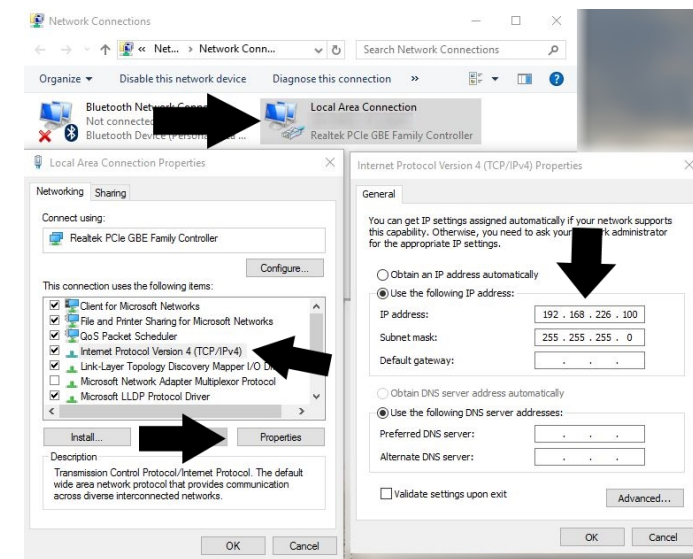 Network Connections
« Net... > Network Conn...
Search Network Connections
Organize
Disable this network device
Diagnose this connection
»
Bluetooth
Not connected
Bluetooth Device
Local Area Connection
Realtek PCIe GBE Family Controller
Local Area Connection Properties
Networking
Sharing
Connect using:
Realtek PCIe GBE Family Controller
Configure...
This connection uses the following items:
Client for Microsoft Networks
File and Printer Sharing for Microsoft Networks
QoS Packet Scheduler
Internet Protocol Version 4 (TCP/IPv4)
Link-Layer Topology Discovery Mapper I/O
Microsoft Network Adapter Multiplexor Protocol
Microsoft LLDP Protocol Driver
Install...
Properties
Description
Transmission Control Protocol/Internet Protocol. The default
wide area network protocol that provides communication
across diverse interconnected networks.
OK
Cancel
Internet Protocol Version 4 (TCP/IPv4) Properties
General
You can get IP settings assigned automatically if your network supports
this capability. Otherwise, you need to ask your administrator
for the appropriate IP settings.
Obtain an IP address automatically
Use the following IP address:
IP address:
192 . 168 . 226 . 100
Subnet mask:
255 . 255 . 255 . 0
Default gateway:
. . .
Obtain DNS server address automatically
Use the following DNS server addresses:
Preferred DNS server:
. . .
Alternate DNS server:
. . .
Validate settings upon exit
Advanced...
OK
Cancel